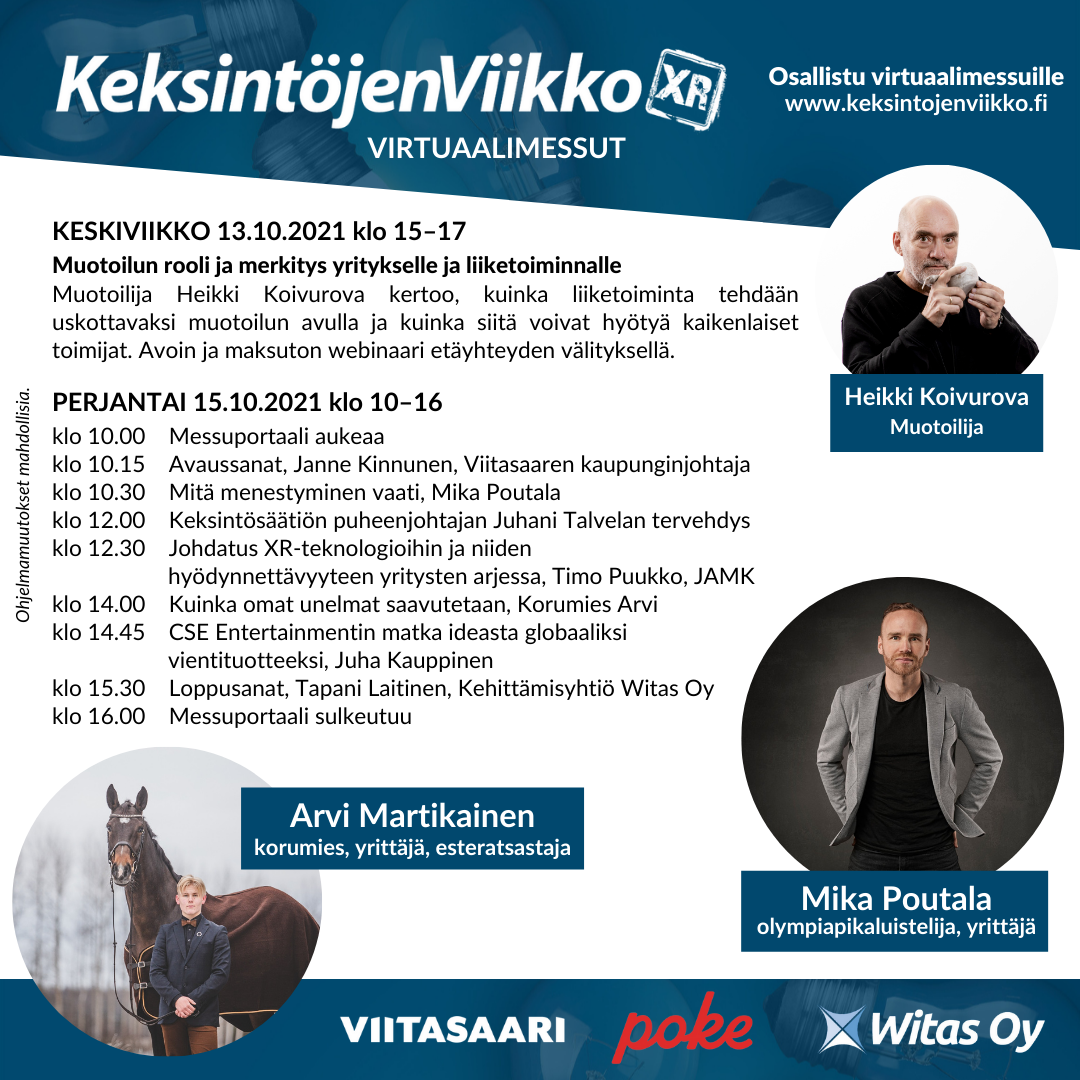 KeksintöjenViikko XR
VIRTUAALIMESSUT
Osallistu virtuaalimessuille
www.keksintojenviikko.fi
KESKIVIIKKO 13.10.2021 klo 15–17
Muotoilun rooli ja merkitys yritykselle ja liiketoiminnalle
Muotoilija Heikki Koivurova kertoo, kuinka liiketoiminta tehdään
uskottavaksi muotoilun avulla ja kuinka siitä voivat hyötyä kaikenlaiset
toimijat. Avoin ja maksuton webinaari etäyhteyden välityksellä.
Heikki Koivurova
Muotoilija
Ohjelmamuutokset mahdollisia.
PERJANTAI 15.10.2021 klo 10–16
klo 10.00 Messuportaali aukeaa
klo 10.15 Avaussanat, Janne Kinnunen, Viitasaaren kaupunginjohtaja
klo 10.30 Mitä menestyminen vaati, Mika Poutala
klo 12.00 Keksintösäätiön puheenjohtajan Juhani Talvelan tervehdys
klo 12.30 Johdatus XR-teknologioihin ja niiden
hyödynnettävyyteen yritysten arjessa, Timo Puukko, JAMK
klo 14.00 Kuinka omat unelmat saavutetaan, Korumies Arvi
klo 14.45 CSE Entertainmentin matka ideasta globaaliksi
vientituotteeksi, Juha Kauppinen
klo 15.30 Loppusanat, Tapani Laitinen, Kehittämisyhtiö Witas Oy
klo 16.00 Messuportaali sulkeutuu
Arvi Martikainen
korumies, yrittäjä, esteratsastaja
Mika Poutala
olympiapikaluistelija, yrittäjä
VIITASAARI
poke
Witas Oy